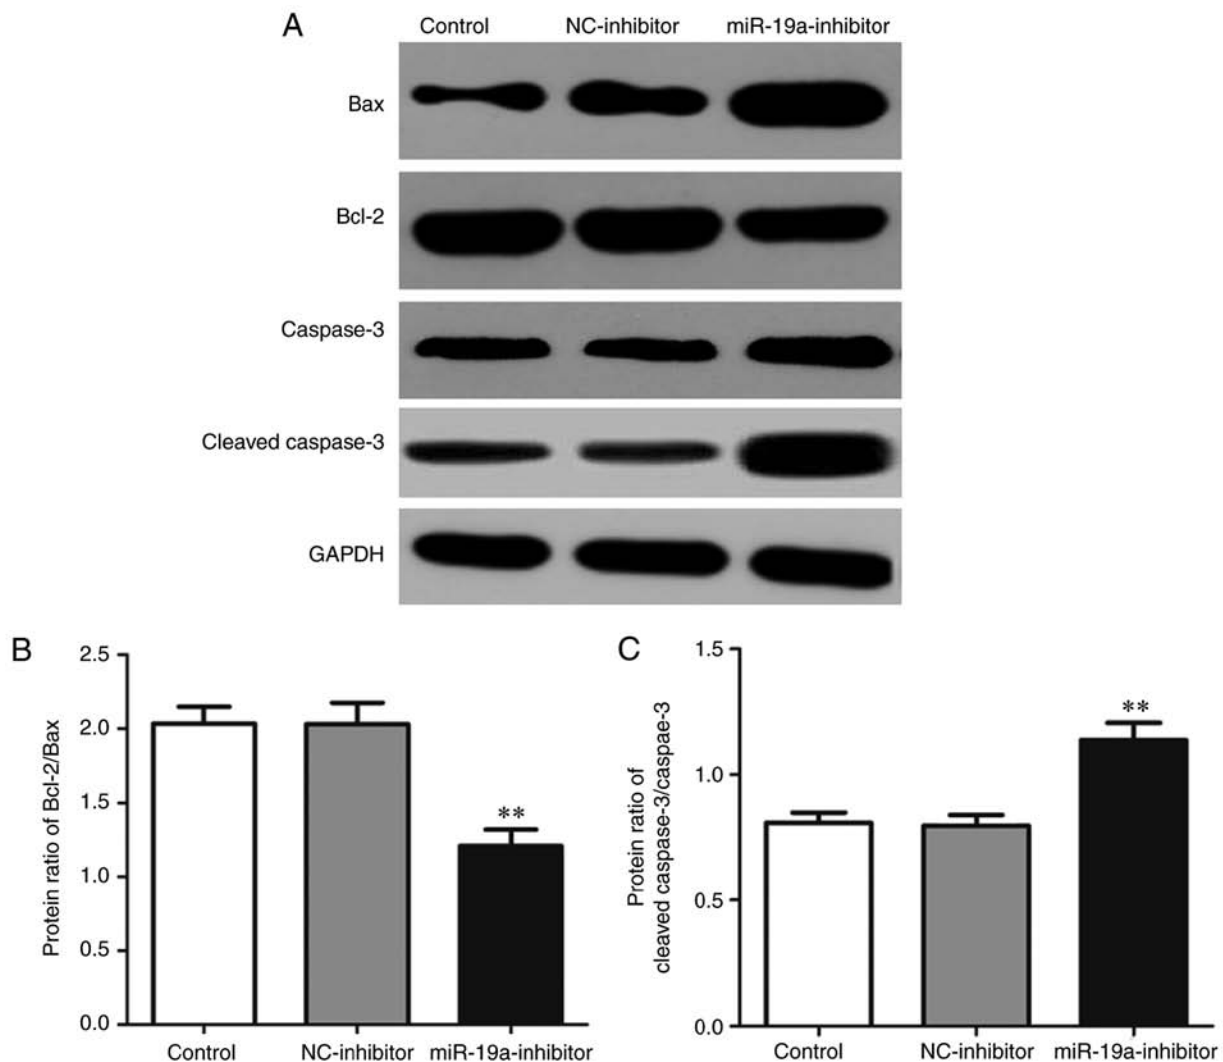 A
Control NC-inhibitor miR-19a-inhibitor
Bax
Bcl-2
Caspase-3
Cleaved caspase-3
GAPDH
B
Protein ratio of Bcl-2/Bax
2.5
2.0
1.5
1.0
0.5
0.0
**
Control NC-inhibitor miR-19a-inhibitor
C
Protein ratio of
cleaved caspase-3/caspae-3
1.5
1.0
0.5
0.0
**
Control NC-inhibitor miR-19a-inhibitor